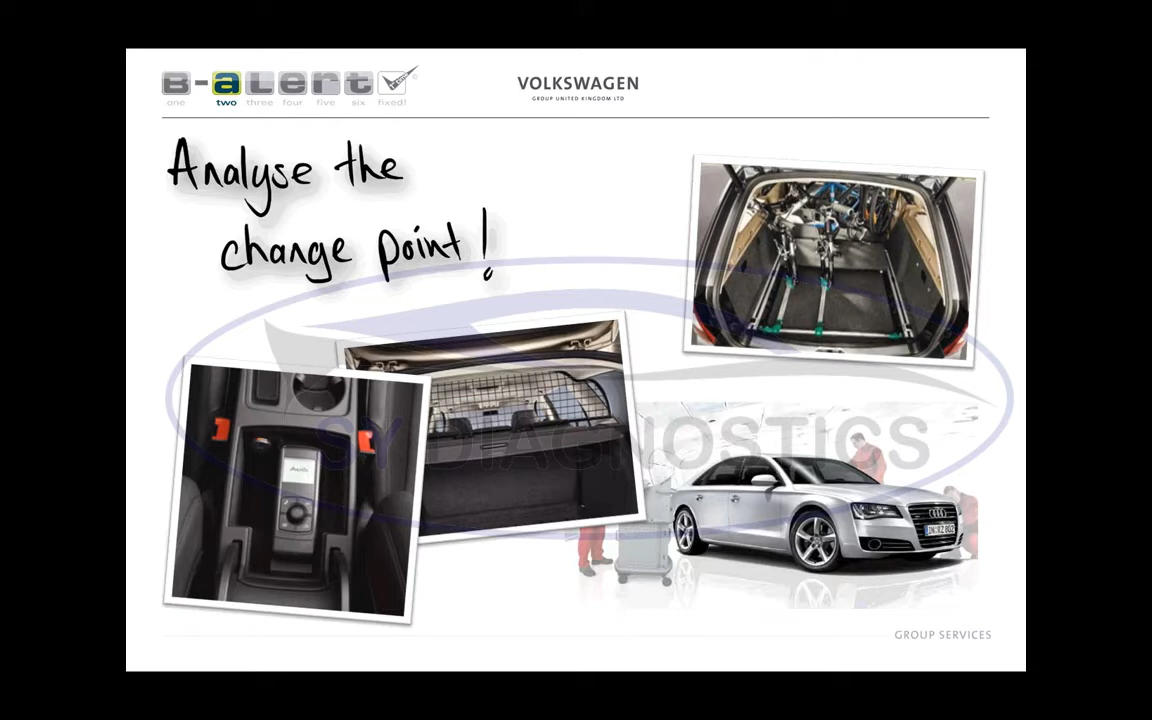 B-aLert
one two three four five six fixed!
VOLKSWAGEN
GROUP UNITED KINGDOM LTD
Analyse the
change point!
SY DIAGNOSTICS
Audi
GROUP SERVICES